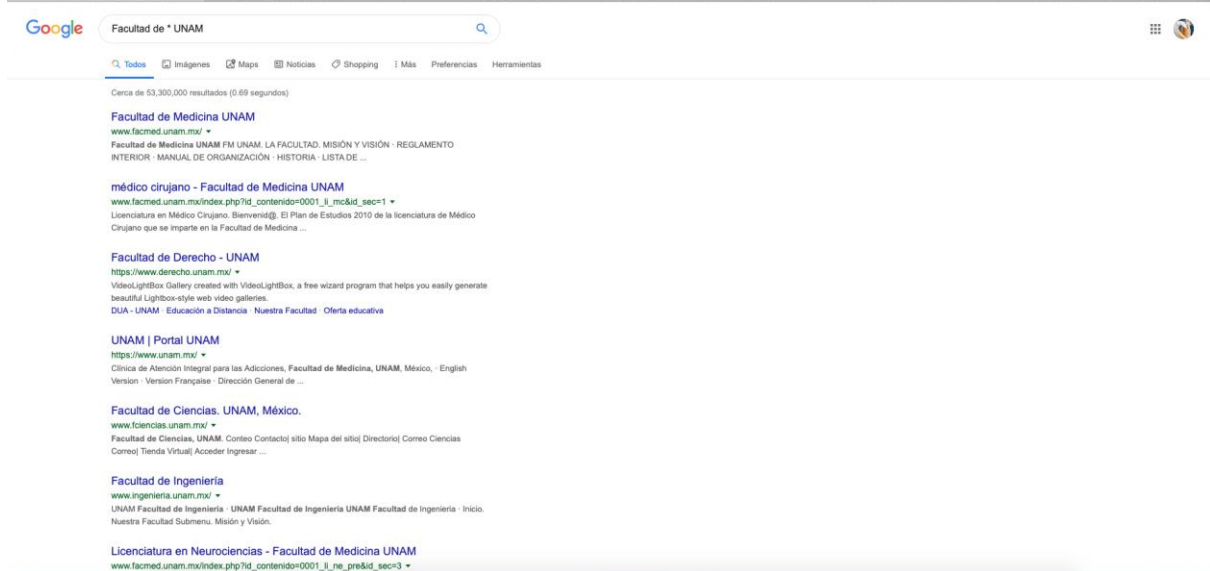 Google
Facultad de * UNAM
Todos Imágenes Maps Noticias Shopping Más Preferencias Herramientas
Cerca de 53,300,000 resultados (0.69 segundos)
Facultad de Medicina UNAM
www.facmed.unam.mx/
Facultad de Medicina UNAM FM UNAM. LA FACULTAD. MISIÓN Y VISIÓN · REGLAMENTO
INTERIOR · MANUAL DE ORGANIZACIÓN · HISTORIA · LISTA DE ...
médico cirujano - Facultad de Medicina UNAM
www.facmed.unam.mx/index.php?id_contenido=0001_li_mc&id_sec=1
Licenciatura en Médico Cirujano. Bienvenid@, El Plan de Estudios 2010 de la licenciatura de Médico
Cirujano que se imparte en la Facultad de Medicina ...
Facultad de Derecho - UNAM
https://www.derecho.unam.mx/
VideoLightBox Gallery created with VideoLightBox, a free wizard program that helps you easily generate
beautiful Lightbox-style web video galleries.
DUA - UNAM · Educación a Distancia · Nuestra Facultad · Oferta educativa
UNAM | Portal UNAM
https://www.unam.mx/
Clínica de Atención Integral para las Adicciones, Facultad de Medicina, UNAM, México, · English
Version · Version Française · Dirección General de ...
Facultad de Ciencias. UNAM, México.
www.fciencias.unam.mx/
Facultad de Ciencias, UNAM. Conteo Contacto| sitio Mapa del sitio| Directorio| Correo Ciencias
Correo| Tienda Virtual| Acceder Ingresar ...
Facultad de Ingeniería
www.ingenieria.unam.mx/
UNAM Facultad de Ingenieria · UNAM Facultad de Ingenieria UNAM Facultad de Ingenieria · Inicio.
Nuestra Facultad Submenu. Misión y Visión.
Licenciatura en Neurociencias - Facultad de Medicina UNAM
www.facmed.unam.mx/index.php?id_contenido=0001_li_ne_pre&id_sec=3